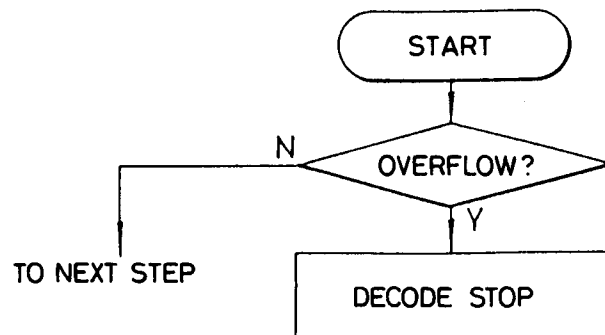 START
OVERFLOW?
N
Y
TO NEXT STEP
DECODE STOP